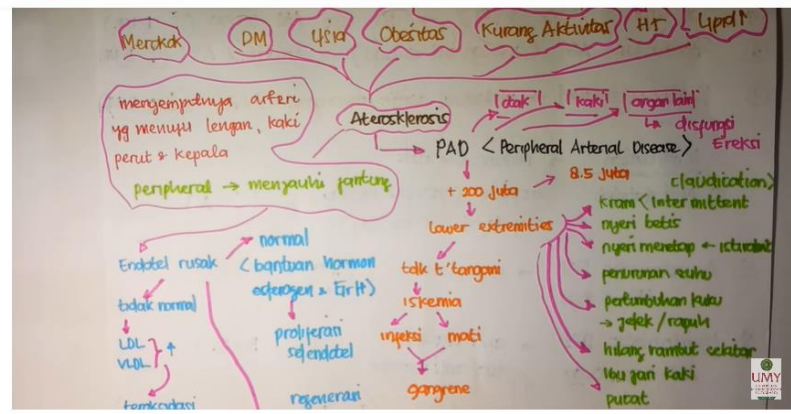 Merokok
DM
Usia
Obesitas
Kurang Aktivitas
HT
Lipid↑
mengempitnya arteri
yg menuju lengan, kaki
perut & kepala
peripheral → menjauhi jantung
Aterosklerosis
otak
kaki
organ lain
disfungsi
Ereksi
PAD < Peripheral Arterial Disease >
+ 200 Juta → 8.5 Juta
lower extremities
tdk t'tangani
iskemia
infeksi
mati
gangrene
claudication>
kram < Intermittent
nyeri betis
nyeri menetap ← istirahat
penurunan suhu
pertumbuhan kuku
→ jelek / rapuh
hilang rambut sekitar
ibu jari kaki
pucat
Endotel rusak
normal
< bantuan hormon
esterogen &
tidak normal
LDL
VLDL
↑
proliferasi
sel endotel
regenerasi
teroksidasi
UMY